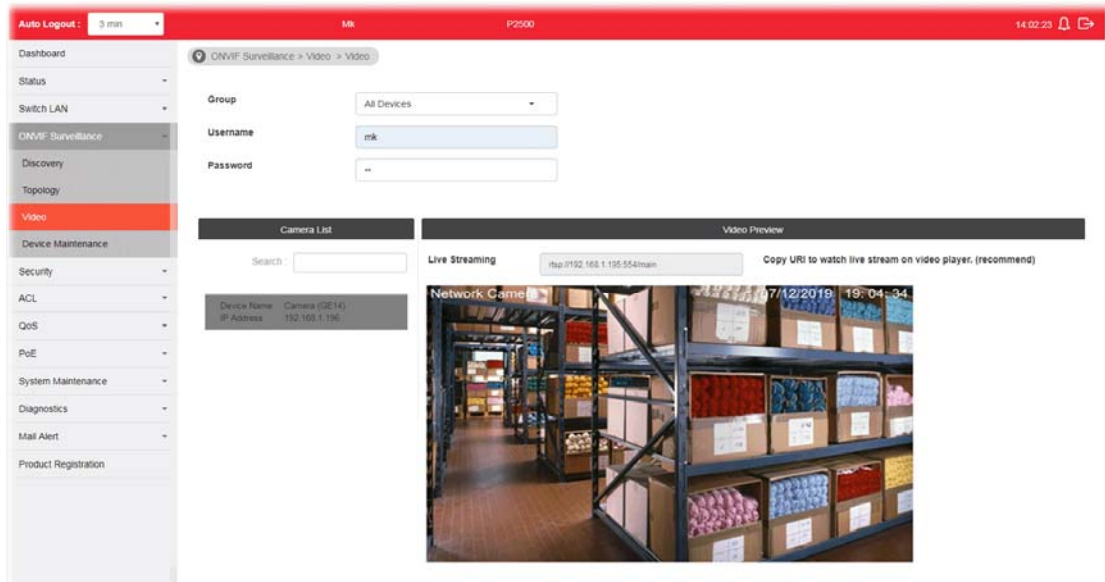 Auto Logout : 3 min Mk P2500 14:02:23
Dashboard
Status
Switch LAN
ONVIF Surveillance
Discovery
Topology
Video
Device Maintenance
Security
ACL
QoS
PoE
System Maintenance
Diagnostics
Mail Alert
Product Registration
ONVIF Surveillance > Video > Video
Group All Devices
Username mk
Password ••
Camera List
Search :
Device Name Camera (GE14)
IP Address 192.168.1.196
Video Preview
Live Streaming rtsp://192.168.1.195:554/main Copy URI to watch live stream on video player. (recommend)
Network Camera 07/12/2019 19:04:34